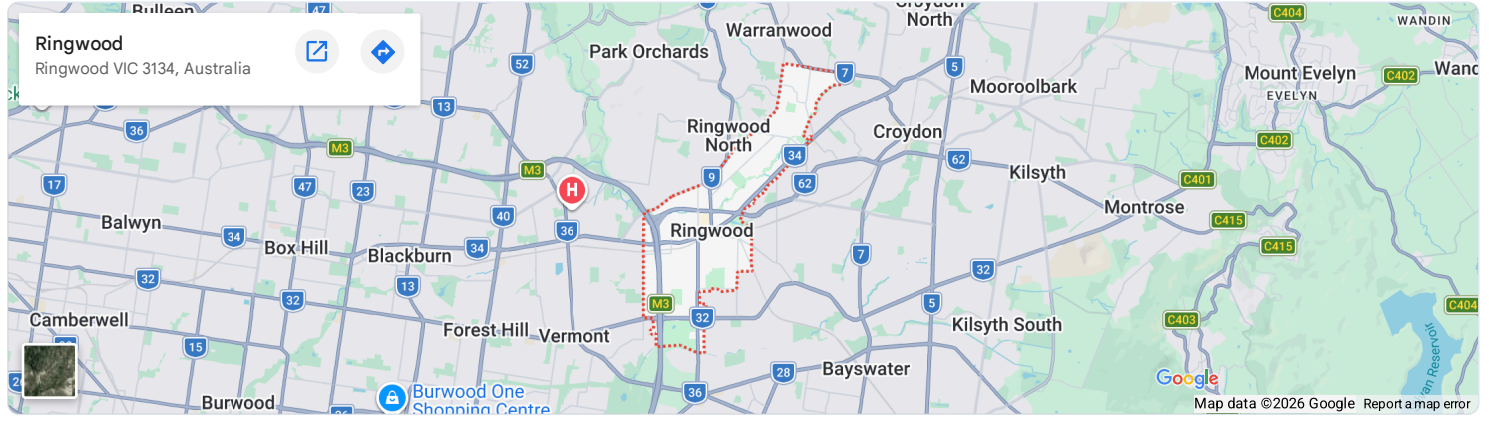 Bulleen
47
Croydon
North
C404
WANDIN
Ringwood
Ringwood VIC 3134, Australia
Warranwood
Park Orchards
52
7
5
Mount Evelyn
EVELYN
C402
Mooroolbark
13
36
M3
Ringwood
North
Croydon
C402
34
62
Kilsyth
M3
H
9
62
C401
17
47
23
40
Montrose
C415
Balwyn
34
36
Ringwood
C415
Box Hill
34
Blackburn
7
32
32
13
32
M3
5
C404
Camberwell
Forest Hill
Vermont
32
Kilsyth South
C403
15
28
Bayswater
Google
Burwood
Burwood One
Shopping Centre
36
Map data ©2026 Google
Report a map error